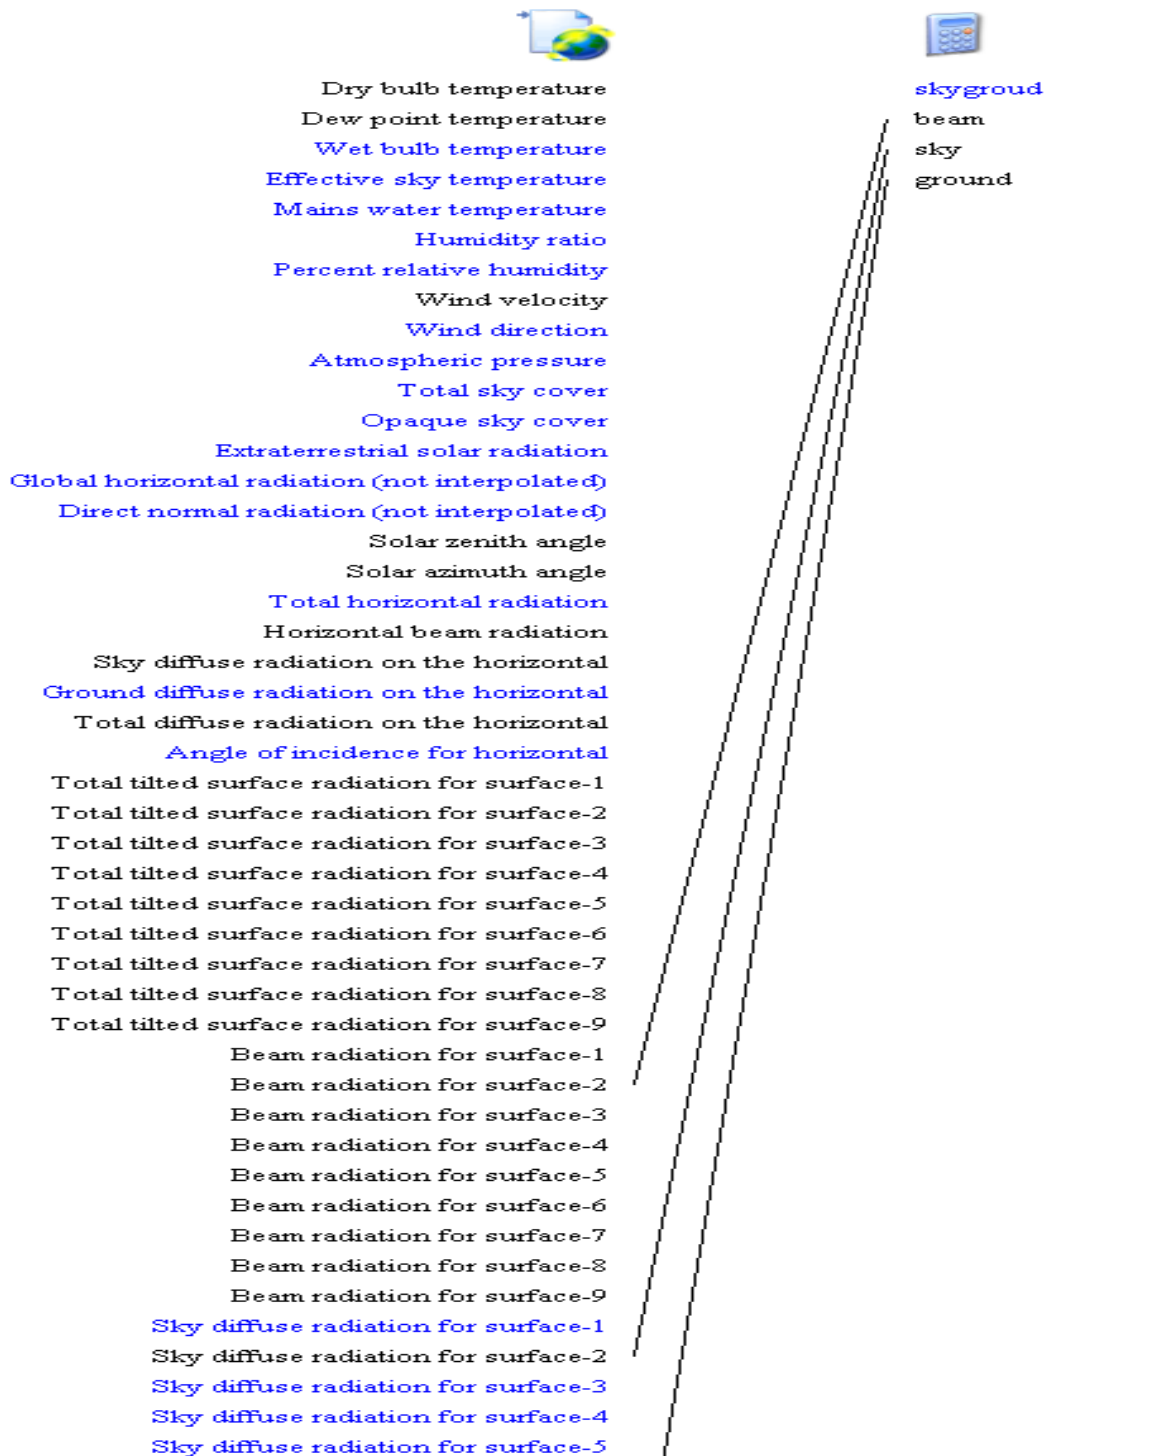 Dry bulb temperature
Dew point temperature
Wet bulb temperature
Effective sky temperature
Mains water temperature
Humidity ratio
Percent relative humidity
Wind velocity
Wind direction
Atmospheric pressure
Total sky cover
Opaque sky cover
Extraterrestrial solar radiation
Global horizontal radiation (not interpolated)
Direct normal radiation (not interpolated)
Solar zenith angle
Solar azimuth angle
Total horizontal radiation
Horizontal beam radiation
Sky diffuse radiation on the horizontal
Ground diffuse radiation on the horizontal
Total diffuse radiation on the horizontal
Angle of incidence for horizontal
Total tilted surface radiation for surface-1
Total tilted surface radiation for surface-2
Total tilted surface radiation for surface-3
Total tilted surface radiation for surface-4
Total tilted surface radiation for surface-5
Total tilted surface radiation for surface-6
Total tilted surface radiation for surface-7
Total tilted surface radiation for surface-8
Total tilted surface radiation for surface-9
Beam radiation for surface-1
Beam radiation for surface-2
Beam radiation for surface-3
Beam radiation for surface-4
Beam radiation for surface-5
Beam radiation for surface-6
Beam radiation for surface-7
Beam radiation for surface-8
Beam radiation for surface-9
Sky diffuse radiation for surface-1
Sky diffuse radiation for surface-2
Sky diffuse radiation for surface-3
Sky diffuse radiation for surface-4
Sky diffuse radiation for surface-5
skygroud
beam
sky
ground